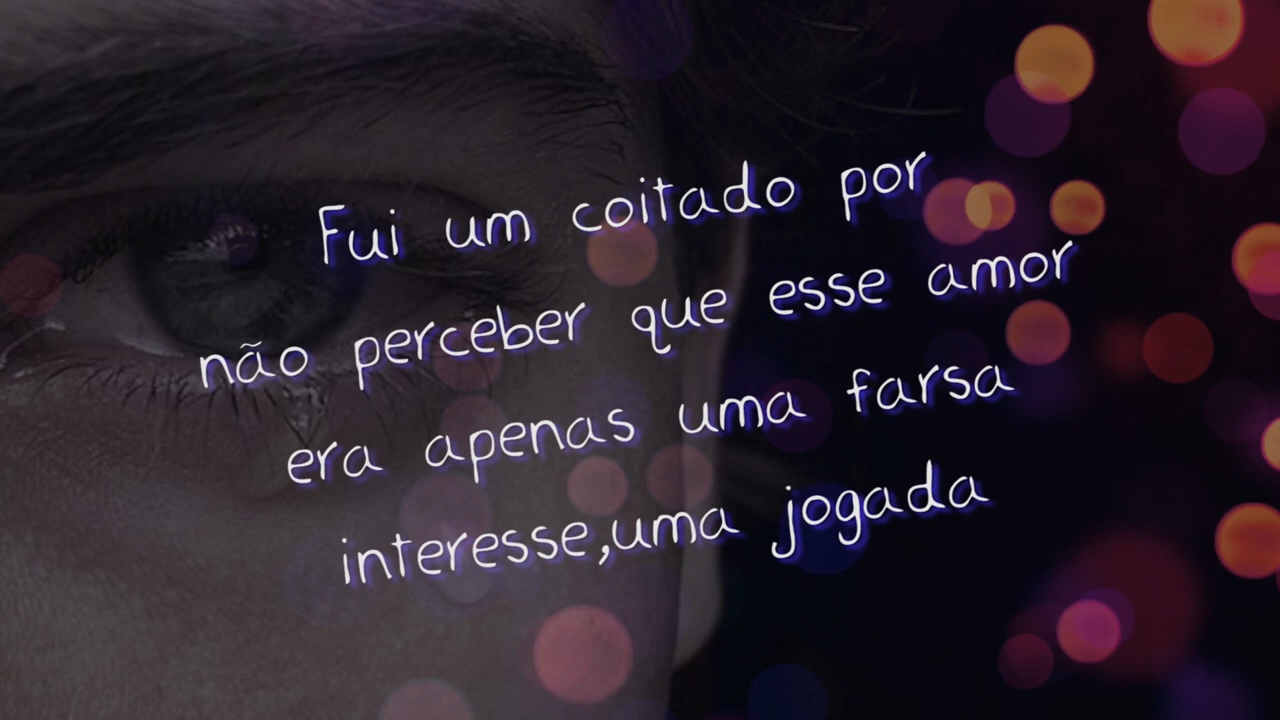 Fui um coitado por
não perceber que esse amor
era apenas uma farsa
interesse,uma jogada